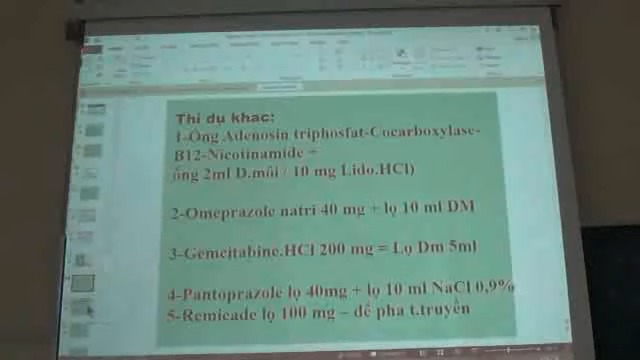 Thí dụ khac:
1-Ống Adenosin triphosfat-Cocarboxylase-
B12-Nicotinamide +
ống 2ml D.môi / 10 mg Lido.HCl)
2-Omeprazole natri 40 mg + lọ 10 ml DM
3-Gemcitabine.HCl 200 mg = Lọ Dm 5ml
4-Pantoprazole lọ 40mg + lọ 10 ml NaCl 0,9%
5-Remicade lọ 100 mg – để pha t.truyền